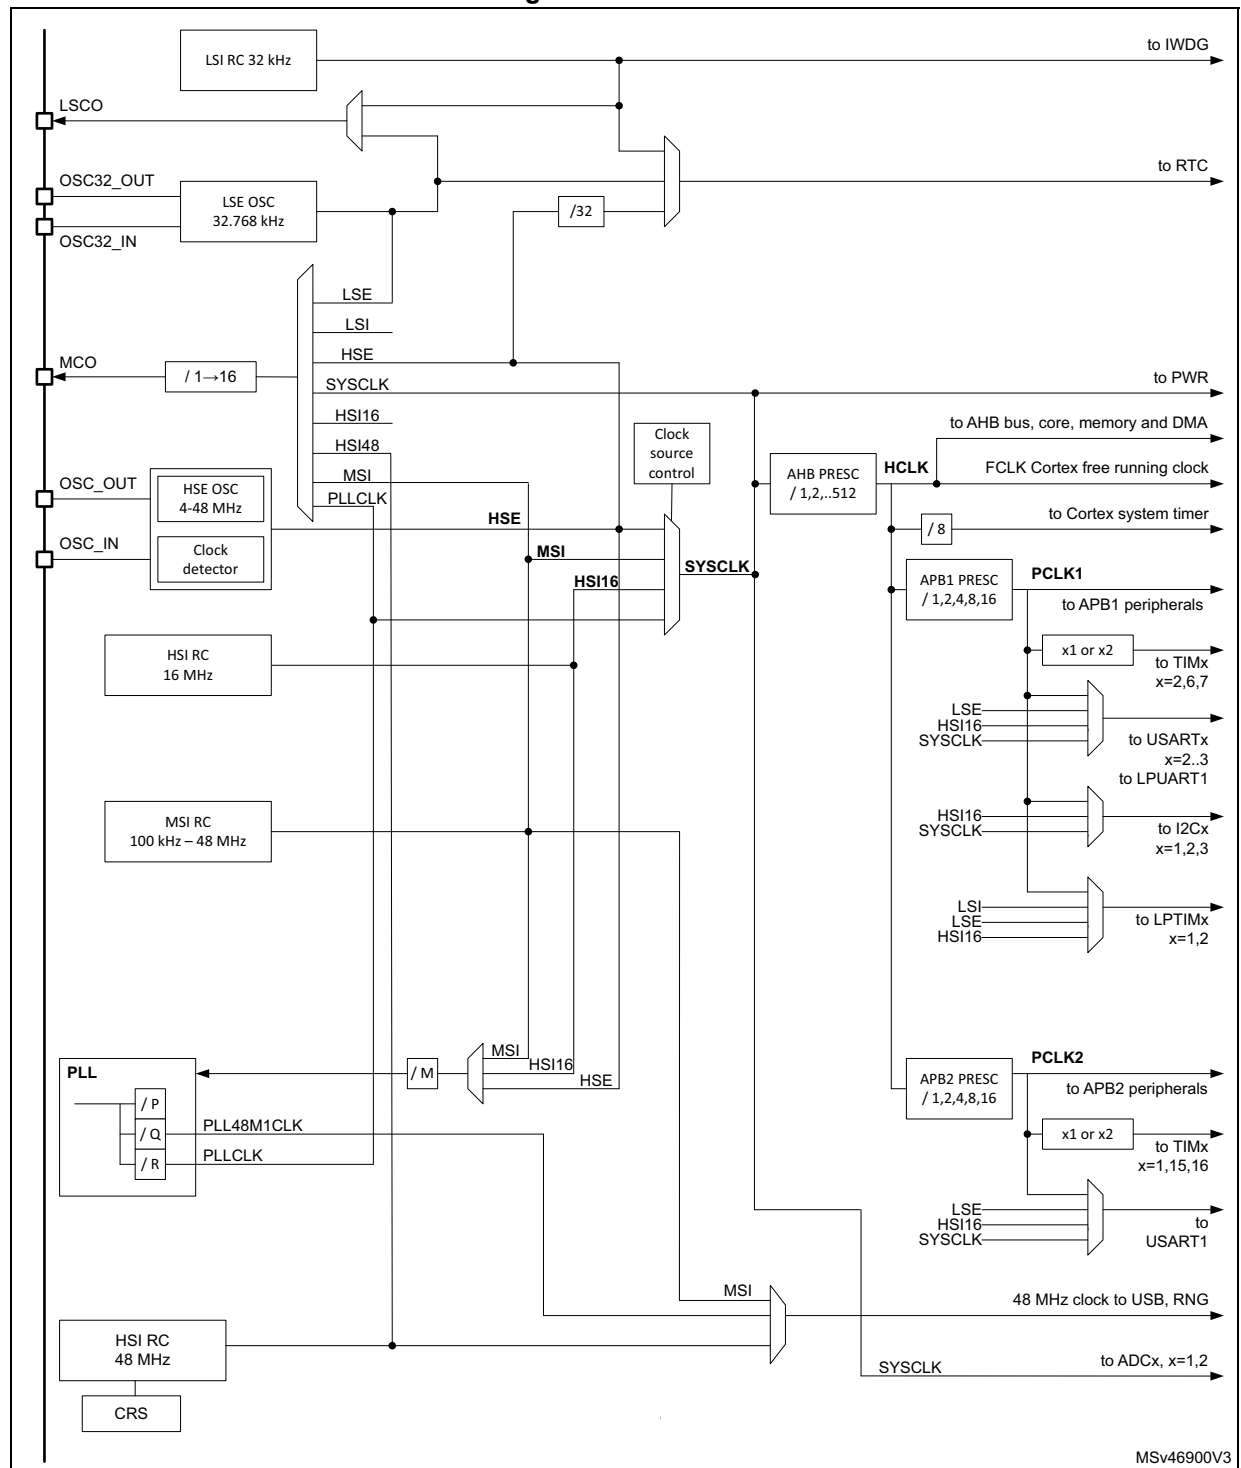 LSI RC 32 kHz
to IWDG
LSCO
to RTC
OSC32_OUT
LSE OSC
32.768 kHz
/32
OSC32_IN
LSE
LSI
MCO
/ 1→16
HSE
SYSCLK
to PWR
HSI16
HSI48
MSI
PLLCLK
Clock
source
control
to AHB bus, core, memory and DMA
AHB PRESC
/ 1,2,..512
HCLK
FCLK Cortex free running clock
OSC_OUT
HSE OSC
4-48 MHz
OSC_IN
Clock
detector
HSE
MSI
HSI16
SYSCLK
/ 8
to Cortex system timer
APB1 PRESC
/ 1,2,4,8,16
PCLK1
to APB1 peripherals
HSI RC
16 MHz
x1 or x2
to TIMx
x=2,6,7
LSE
HSI16
SYSCLK
to USARTx
x=2..3
to LPUART1
MSI RC
100 kHz – 48 MHz
HSI16
SYSCLK
to I2Cx
x=1,2,3
LSI
LSE
HSI16
to LPTIMx
x=1,2
PLL
/ M
MSI
HSI16
HSE
/ P
/ Q
/ R
PLL48M1CLK
PLLCLK
APB2 PRESC
/ 1,2,4,8,16
PCLK2
to APB2 peripherals
x1 or x2
to TIMx
x=1,15,16
LSE
HSI16
SYSCLK
to
USART1
MSI
48 MHz clock to USB, RNG
HSI RC
48 MHz
SYSCLK
to ADCx, x=1,2
CRS
MSv46900V3